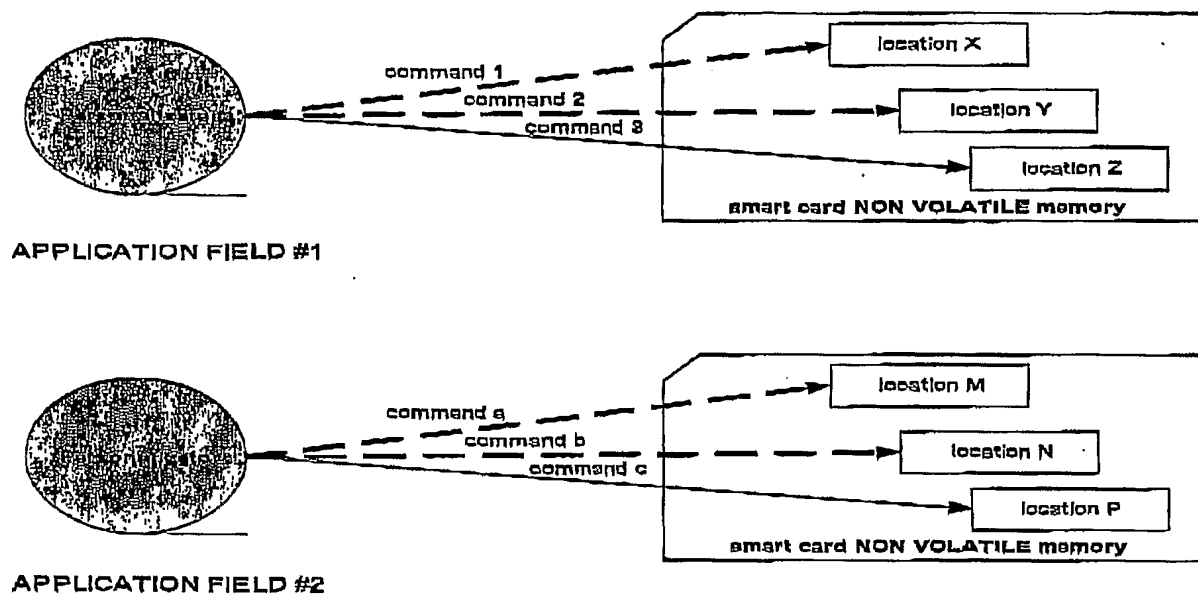 command 1
location X
command 2
location Y
command 3
location Z
smart card NON VOLATILE memory
APPLICATION FIELD #1
command a
location M
command b
location N
command c
location P
smart card NON VOLATILE memory
APPLICATION FIELD #2